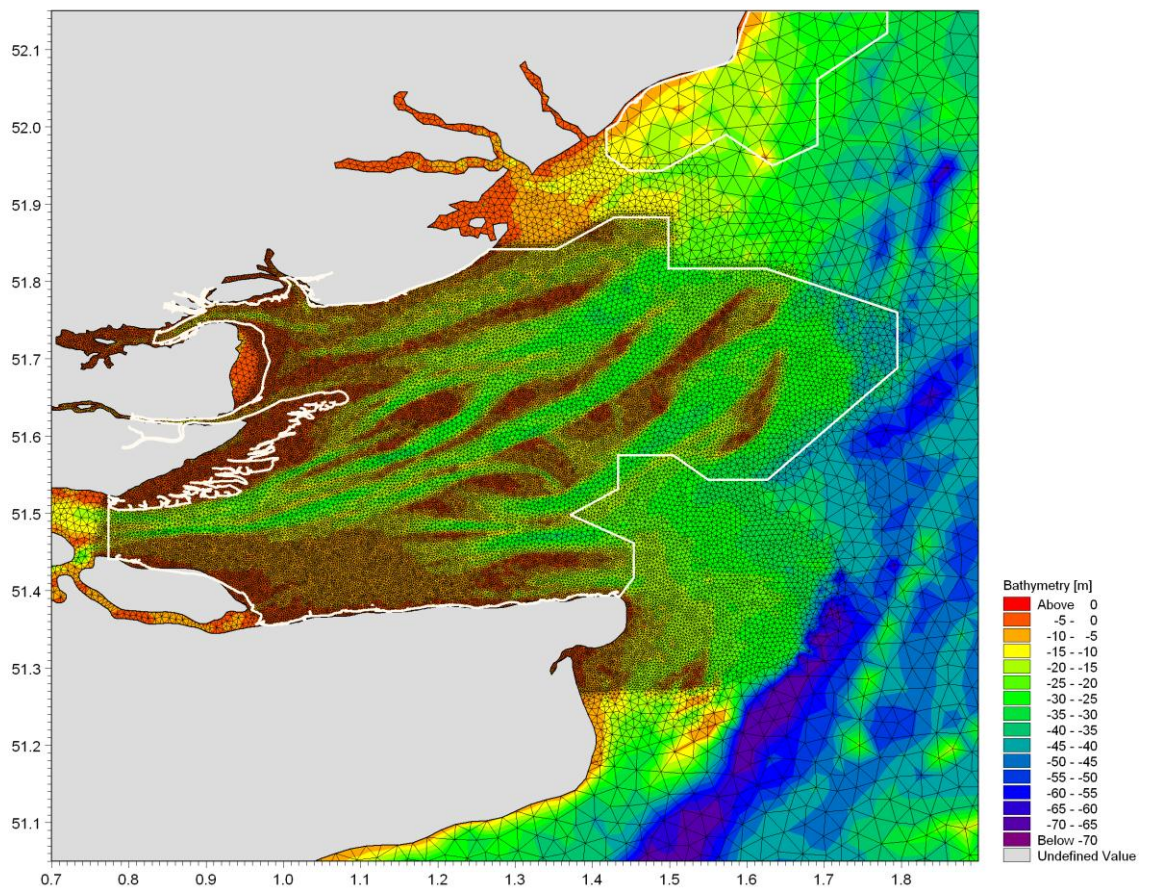 52.1
52.0
51.9
51.8
51.7
51.6
51.5
51.4
51.3
51.2
51.1
0.7 0.8 0.9 1.0 1.1 1.2 1.3 1.4 1.5 1.6 1.7 1.8
Bathymetry [m]
Above 0
-5 - 0
-10 - -5
-15 - -10
-20 - -15
-25 - -20
-30 - -25
-35 - -30
-40 - -35
-45 - -40
-50 - -45
-55 - -50
-60 - -55
-65 - -60
-70 - -65
Below -70
Undefined Value